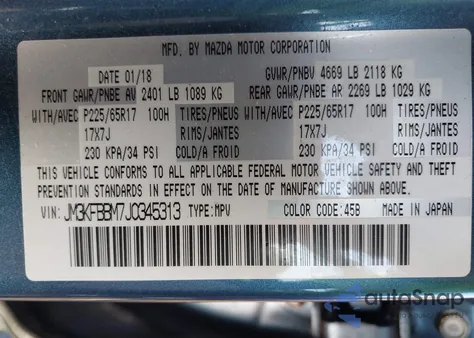 MFD. BY MAZDA MOTOR CORPORATION
DATE 01/18 GVWR/PNBV 4669 LB 2118 KG
FRONT GAWR/PNBE AV 2401 LB 1089 KG REAR GAWR/PNBE AR 2269 LB 1029 KG
WITH/AVEC P225/65R17 100H TIRES/PNEUS WITH/AVEC P225/65R17 100H TIRES/PNEUS
17X7J RIMS/JANTES 17X7J RIMS/JANTES
230 KPA/34 PSI COLD/A FROID 230 KPA/34 PSI COLD/A FROID
THIS VEHICLE CONFORMS TO ALL APPLICABLE FEDERAL MOTOR VEHICLE SAFETY AND THEFT
PREVENTION STANDARDS IN EFFECT ON THE DATE OF MANUFACTURE SHOWN ABOVE.
VIN: JM3KFBBM7J0345313 TYPE: MPV COLOR CODE: 45B MADE IN JAPAN
autoSnap